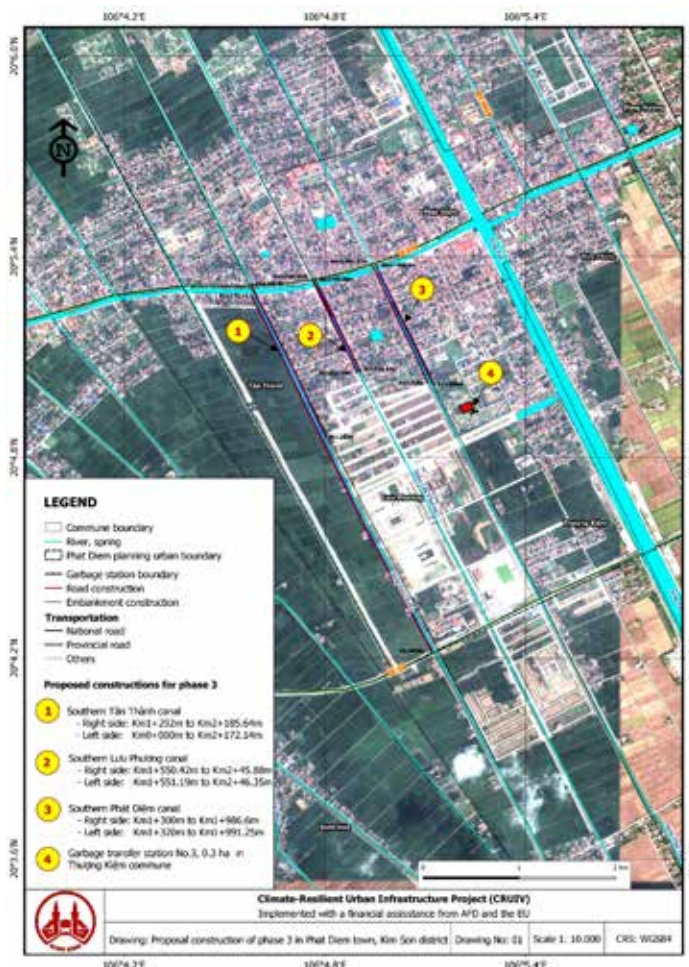 106°4.2'E 106°4.8'E 106°5.4'E
20°6.0'N
20°5.4'N
20°4.8'N
20°4.2'N
20°3.6'N
N
1
2
3
4
LEGEND
Commune boundary
River, spring
Phat Diem planning urban boundary
Garbage station boundary
Road construction
Embankment construction
Transportation
National road
Provincial road
Others
Proposed constructions for phase 3
1 Southern Tân Thành canal
- Right side: Km1+252m to Km2+185.64m
- Left side: Km0+000m to Km2+172.14m
2 Southern Lưu Phương canal
- Right side: Km1+550.42m to Km2+45.88m
- Left side: Km1+551.19m to Km2+46.35m
3 Southern Phát Diệm canal
- Right side: Km1+300m to Km1+986.6m
- Left side: Km1+320m to Km1+991.25m
4 Garbage transfer station No.3, 0.3 ha in
Thượng Kiệm commune
0 1 2 km
Climate-Resilient Urban Infrastructure Project (CRUIV)
Implemented with a financial assistance from AFD and the EU
Drawing: Proposal construction of phase 3 in Phat Diem town, Kim Son district Drawing No: 01 Scale 1: 10.000 CRS: WGS84
106°4.2'E 106°4.8'E 106°5.4'E